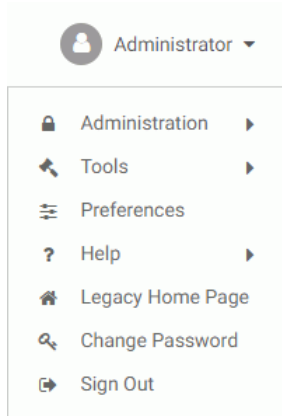 Administrator
Administration
Tools
Preferences
? Help
Legacy Home Page
Change Password
Sign Out